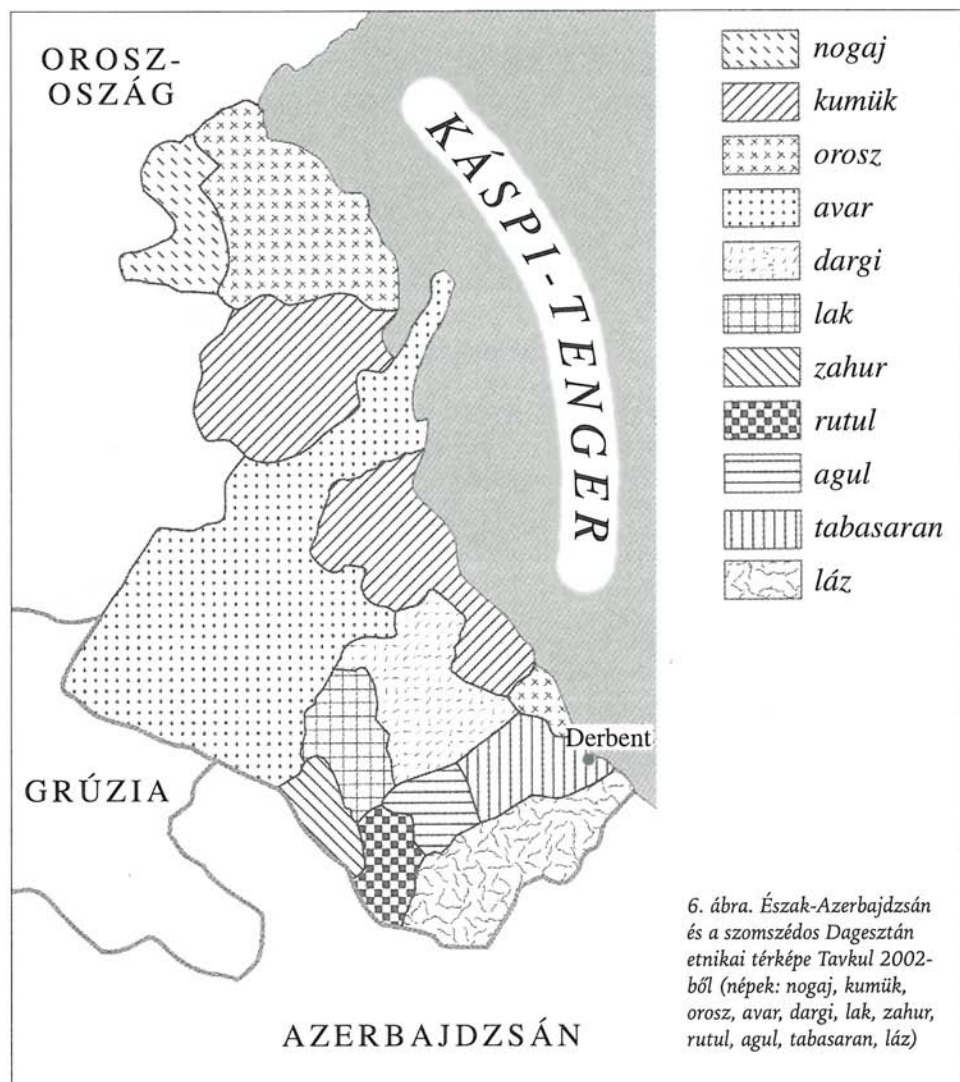 OROSZ-
OSZÁG
KÁSPI-TENGER
nogaj
kumük
orosz
avar
dargi
lak
zahur
rutul
agul
tabasaran
láz
Derbent
GRÚZIA
AZERBAJDZSÁN
6. ábra. Észak-Azerbajdzsán
és a szomszédos Dagesztán
etnikai térképe Tavkul 2002-
ből (népek: nogaj, kumük,
orosz, avar, dargi, lak, zahur,
rutul, agul, tabasaran, láz)